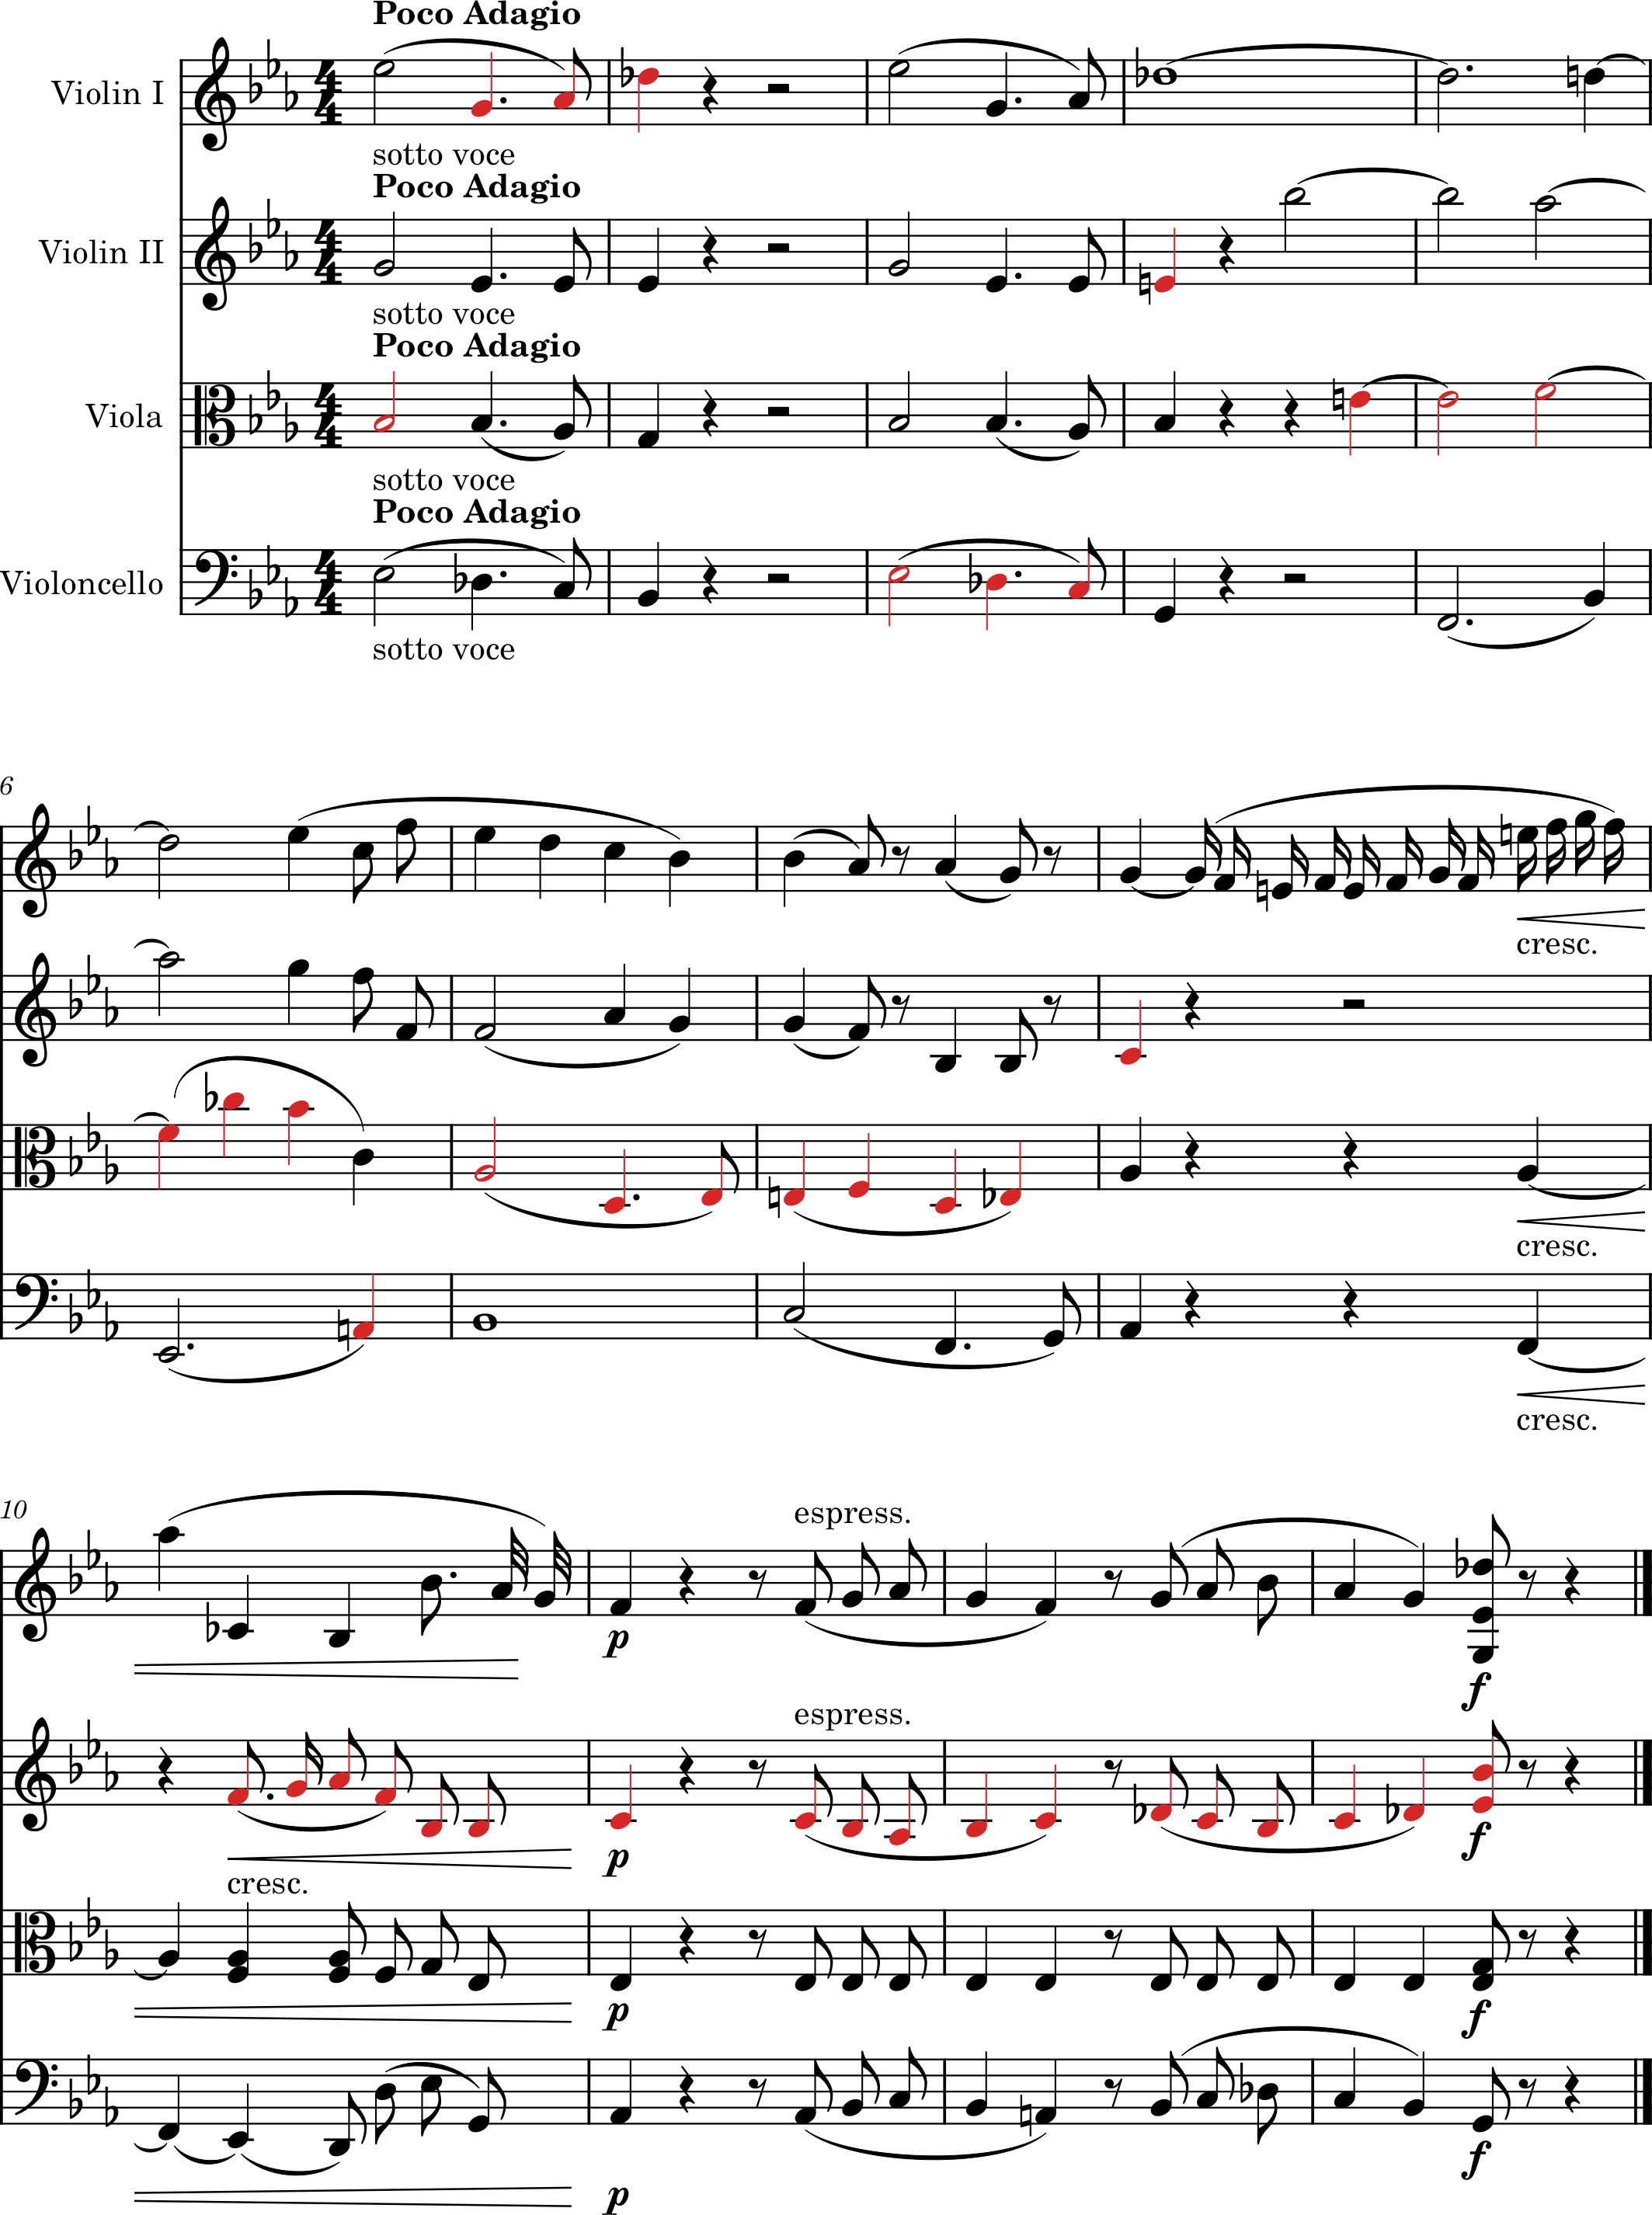 Poco Adagio
Violin I
sotto voce
Poco Adagio
Violin II
sotto voce
Poco Adagio
Viola
sotto voce
Poco Adagio
Violoncello
sotto voce
6
cresc.
cresc.
cresc.
10
espress.
p
f
espress.
p
f
cresc.
p
f
p
f